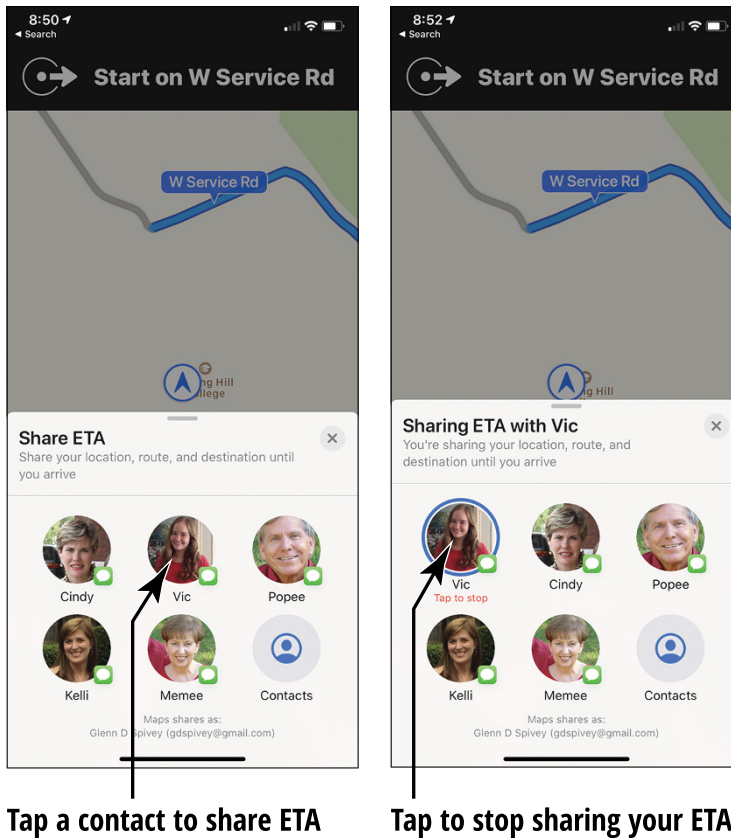 8:50
Search
Start on W Service Rd
W Service Rd
ng Hill
llege
Share ETA
Share your location, route, and destination until
you arrive
Cindy
Vic
Popee
Kelli
Memee
Contacts
Maps shares as:
Glenn D Spivey (gdspivey@gmail.com)
Tap a contact to share ETA
8:52
Search
Start on W Service Rd
W Service Rd
g Hill
Sharing ETA with Vic
You're sharing your location, route, and
destination until you arrive
Vic
Tap to stop
Cindy
Popee
Kelli
Memee
Contacts
Maps shares as:
Glenn D Spivey (gdspivey@gmail.com)
Tap to stop sharing your ETA